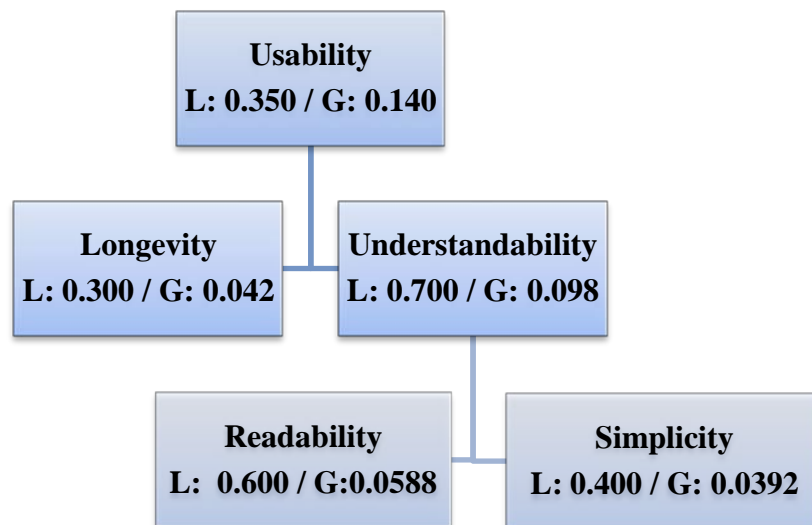 Usability
L: 0.350 / G: 0.140
Longevity
L: 0.300 / G: 0.042
Understandability
L: 0.700 / G: 0.098
Readability
L:  0.600 / G:0.0588
Simplicity
L: 0.400 / G: 0.0392